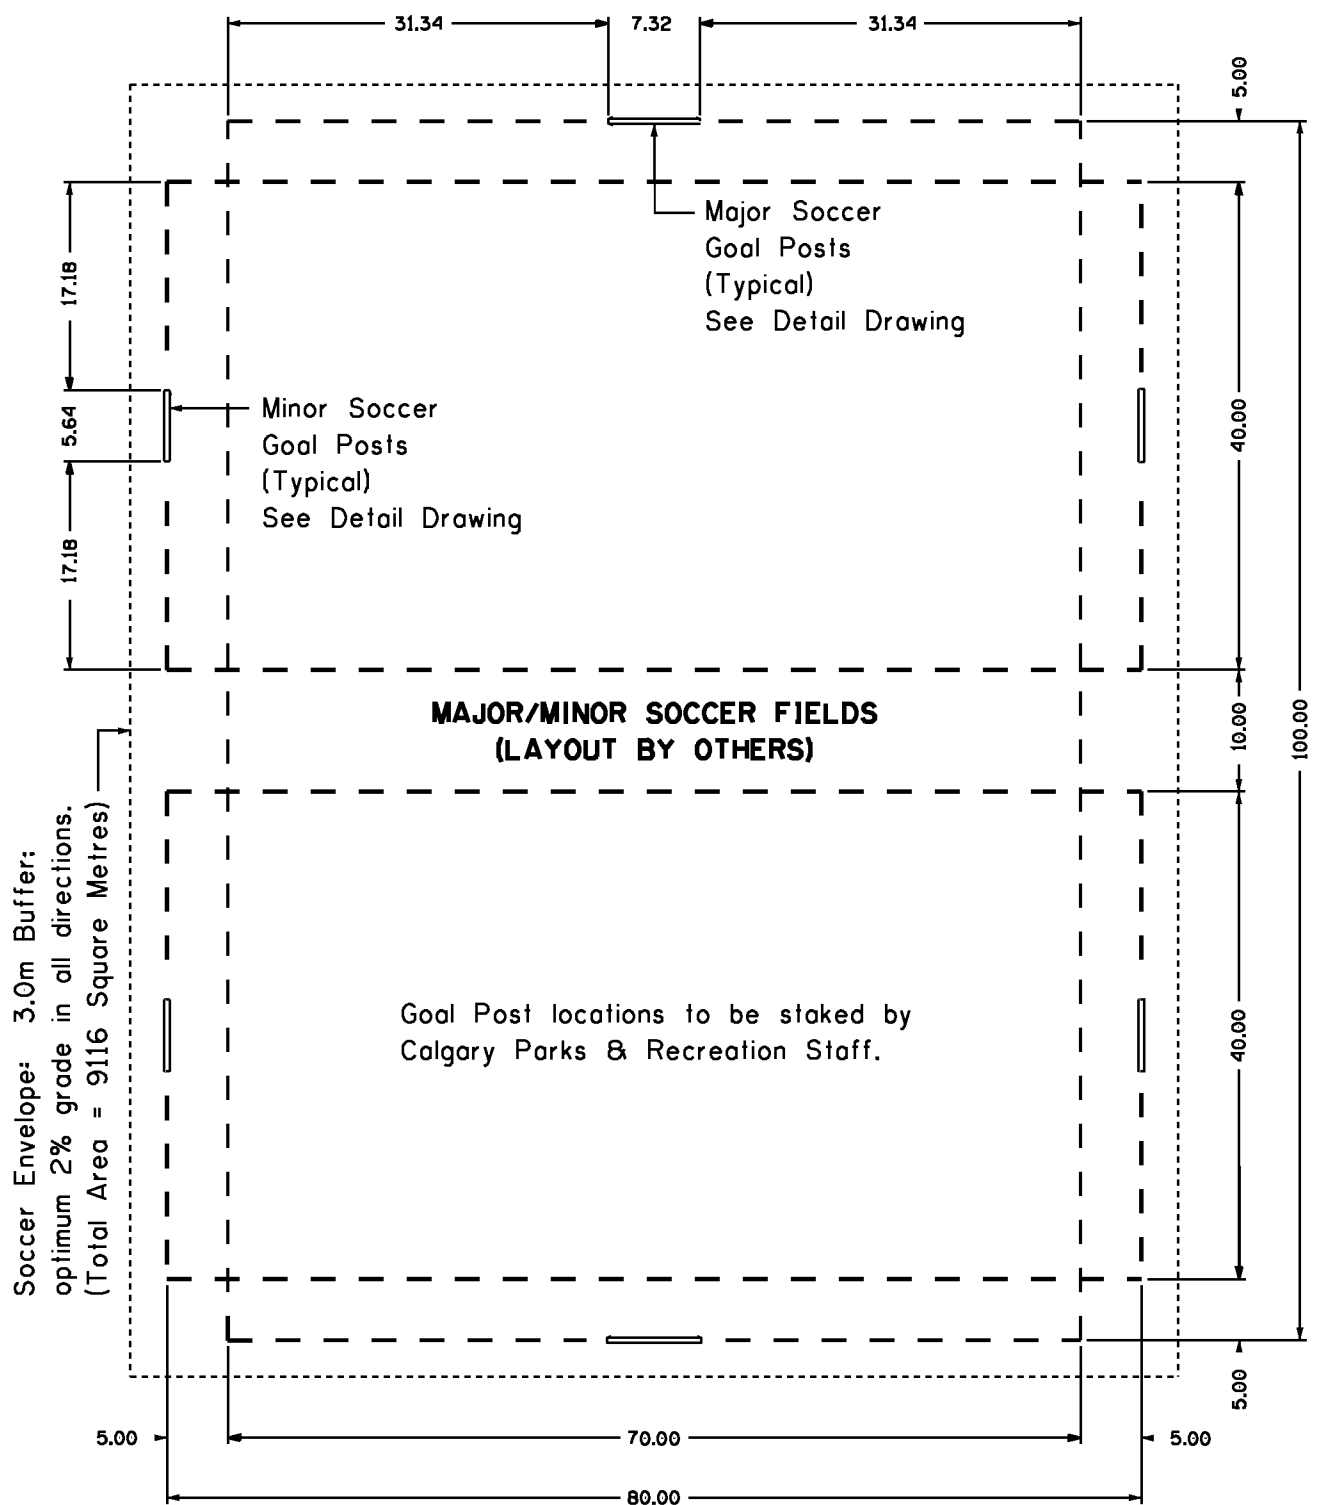 31.34 7.32 31.34
5.00
Major Soccer
Goal Posts
(Typical)
See Detail Drawing
17.18
5.64
17.18
Minor Soccer
Goal Posts
(Typical)
See Detail Drawing
40.00
10.00
100.00
MAJOR/MINOR SOCCER FIELDS
(LAYOUT BY OTHERS)
Soccer Envelope: 3.0m Buffer;
optimum 2% grade in all directions.
(Total Area = 9116 Square Metres)
Goal Post locations to be staked by
Calgary Parks & Recreation Staff.
40.00
5.00
5.00 70.00 5.00
80.00